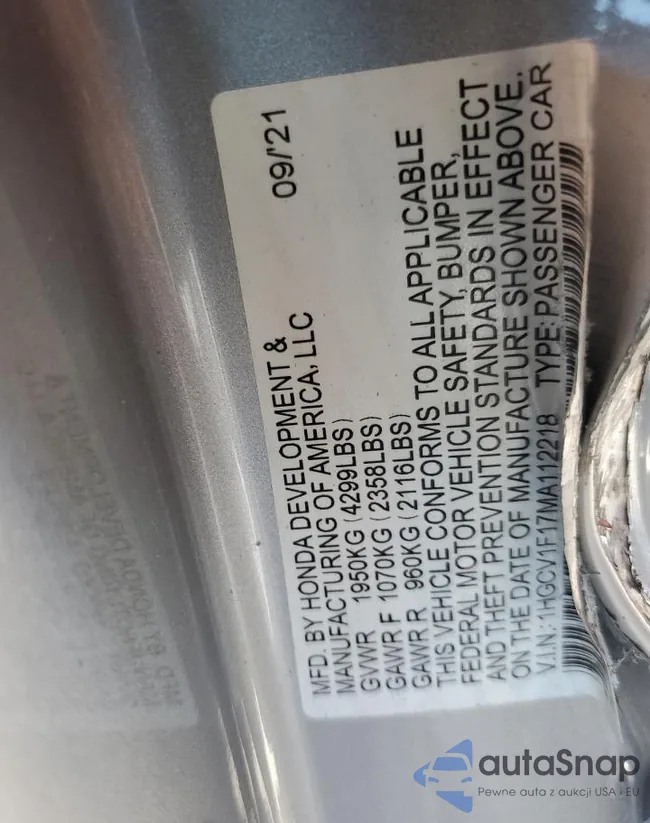 MFD. BY HONDA DEVELOPMENT &
MANUFACTURING OF AMERICA, LLC
09/'21
GVWR 1950KG (4299LBS)
GAWR F 1070KG (2358LBS)
GAWR R 960KG (2116LBS)
THIS VEHICLE CONFORMS TO ALL APPLICABLE
FEDERAL MOTOR VEHICLE SAFETY, BUMPER,
AND THEFT PREVENTION STANDARDS IN EFFECT
ON THE DATE OF MANUFACTURE SHOWN ABOVE.
V.I.N.: 1HGCV1F17MA112218 TYPE:PASSENGER CAR
autoSnap
Pewne auta z aukcji USA i EU